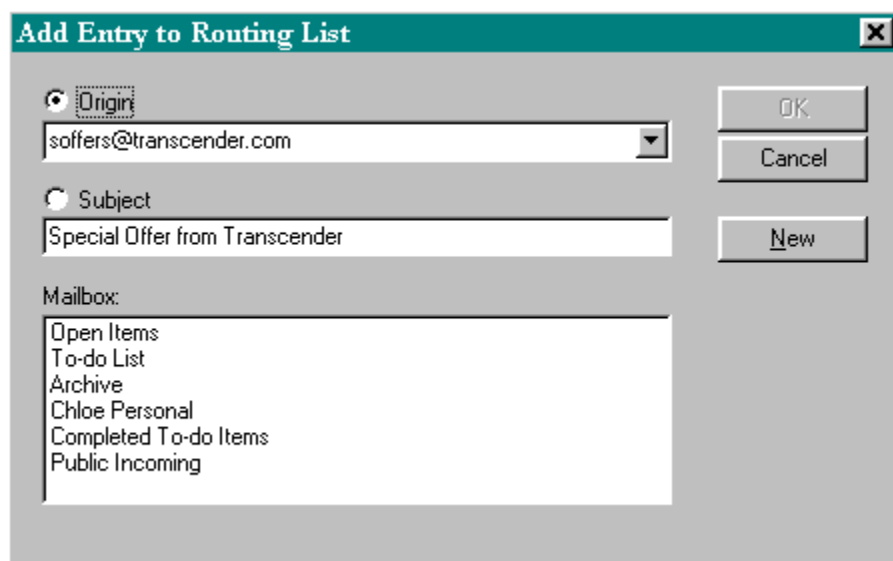 Add Entry to Routing List
Origin
OK
soffers@transcender.com
Cancel
Subject
Special Offer from Transcender
New
Mailbox:
Open Items
To-do List
Archive
Chloe Personal
Completed To-do Items
Public Incoming